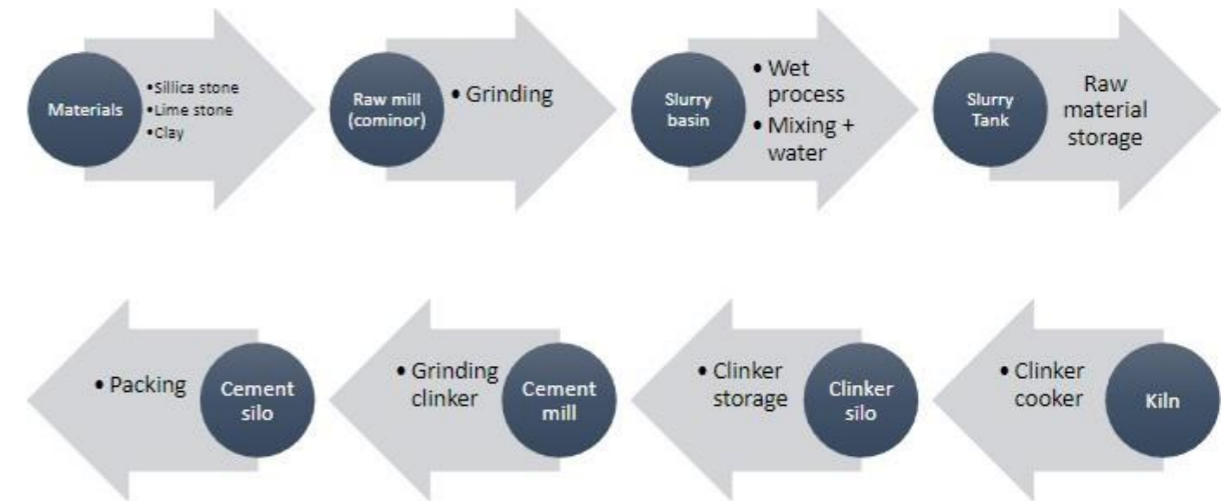 Materials
•Sillica stone
•Lime stone
•Clay
Raw mill
(cominor)
• Grinding
Slurry
basin
• Wet
process
• Mixing +
water
Slurry
Tank
Raw
material
storage
Kiln
• Clinker
cooker
Clinker
silo
• Clinker
storage
Cement
mill
• Grinding
clinker
Cement
silo
• Packing